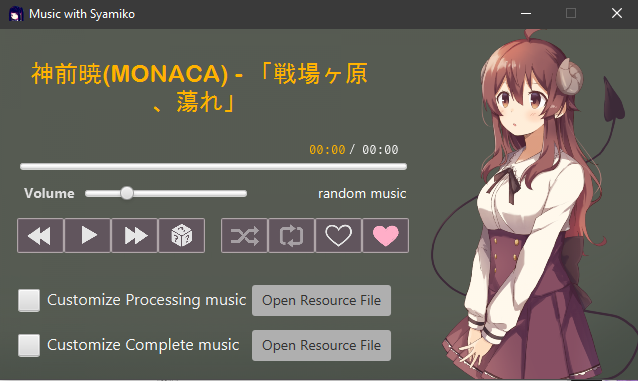 Music with Syamiko
神前暁(MONACA) - 「戦場ヶ原
、蕩れ」
00:00 / 00:00
Volume
random music
Customize Processing music Open Resource File
Customize Complete music Open Resource File